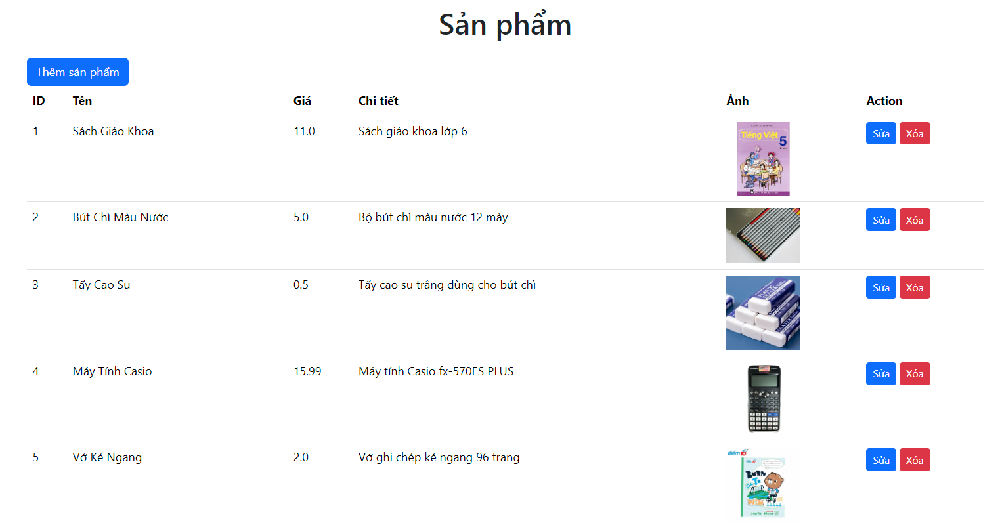 Sản phẩm
Thêm sản phẩm
ID Tên Giá Chi tiết Ảnh Action
1 Sách Giáo Khoa 11.0 Sách giáo khoa lớp 6 Sửa Xóa
Tiếng Việt
5
2 Bút Chì Màu Nước 5.0 Bộ bút chì màu nước 12 mày Sửa Xóa
3 Tẩy Cao Su 0.5 Tẩy cao su trắng dùng cho bút chì Sửa Xóa
PLASTIC
ERASER
4 Máy Tính Casio 15.99 Máy tính Casio fx-570ES PLUS Sửa Xóa
5 Vở Kẻ Ngang 2.0 Vở ghi chép kẻ ngang 96 trang Sửa Xóa
điểm10
BORN
To